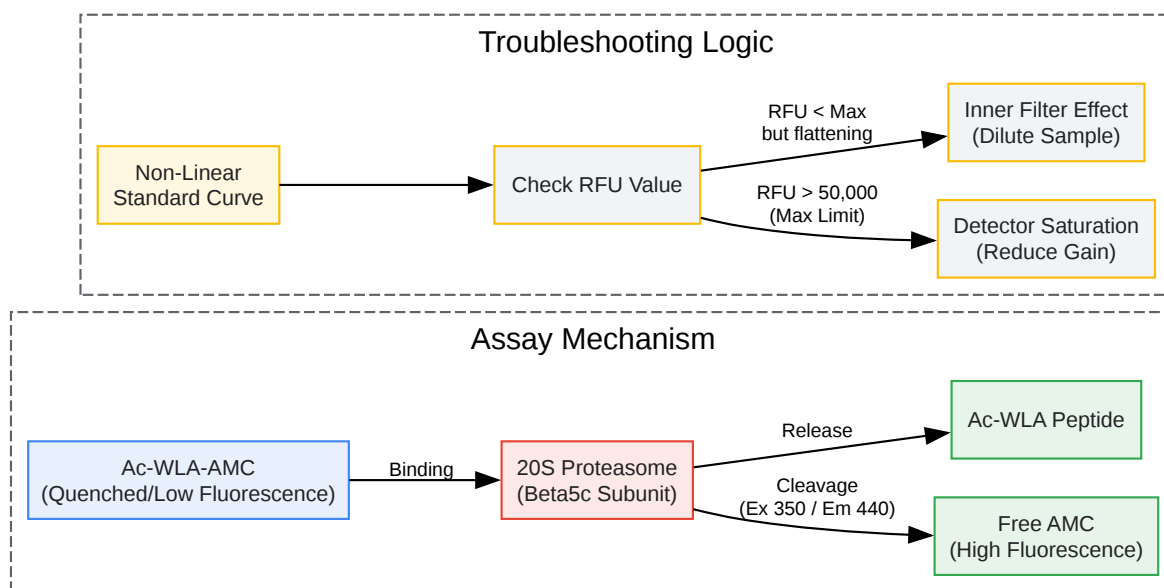 Troubleshooting Logic
Non-Linear
Standard Curve
Check RFU Value
RFU < Max
but flattening
Inner Filter Effect
(Dilute Sample)
RFU > 50,000
(Max Limit)
Detector Saturation
(Reduce Gain)
Assay Mechanism
Ac-WLA-AMC
(Quenched/Low Fluorescence)
Binding
20S Proteasome
(Beta5c Subunit)
Release
Ac-WLA Peptide
Cleavage
(Ex 350 / Em 440)
Free AMC
(High Fluorescence)